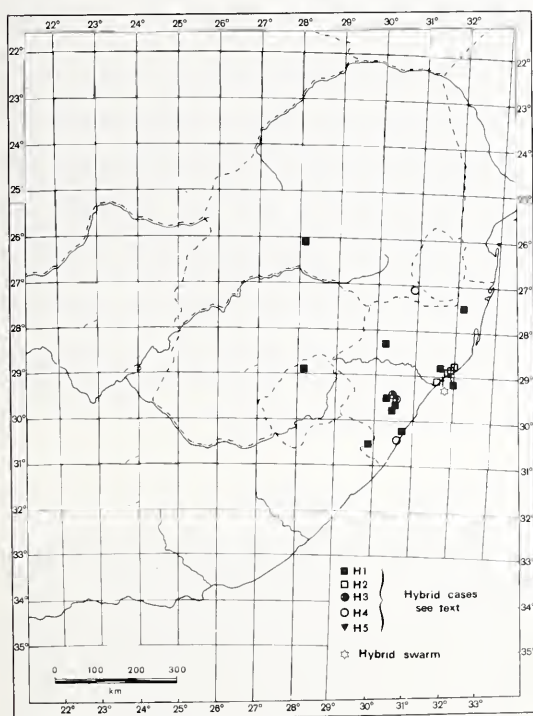 22° 23° 24° 25° 26° 27° 28° 29° 30° 31° 32°
22° 22°
23° 23°
24° 24°
25° 25°
26° 26°
27° 27°
28° 28°
29° 29°
30° 30°
31° 31°
32° 32°
33° 33°
34° 34°
35° 35°
H1
H2
H3
H4
H5
Hybrid cases
see text
Hybrid swarm
0 100 200 300
km
22° 23° 24° 25° 26° 27° 28° 29° 30° 31° 32° 33°